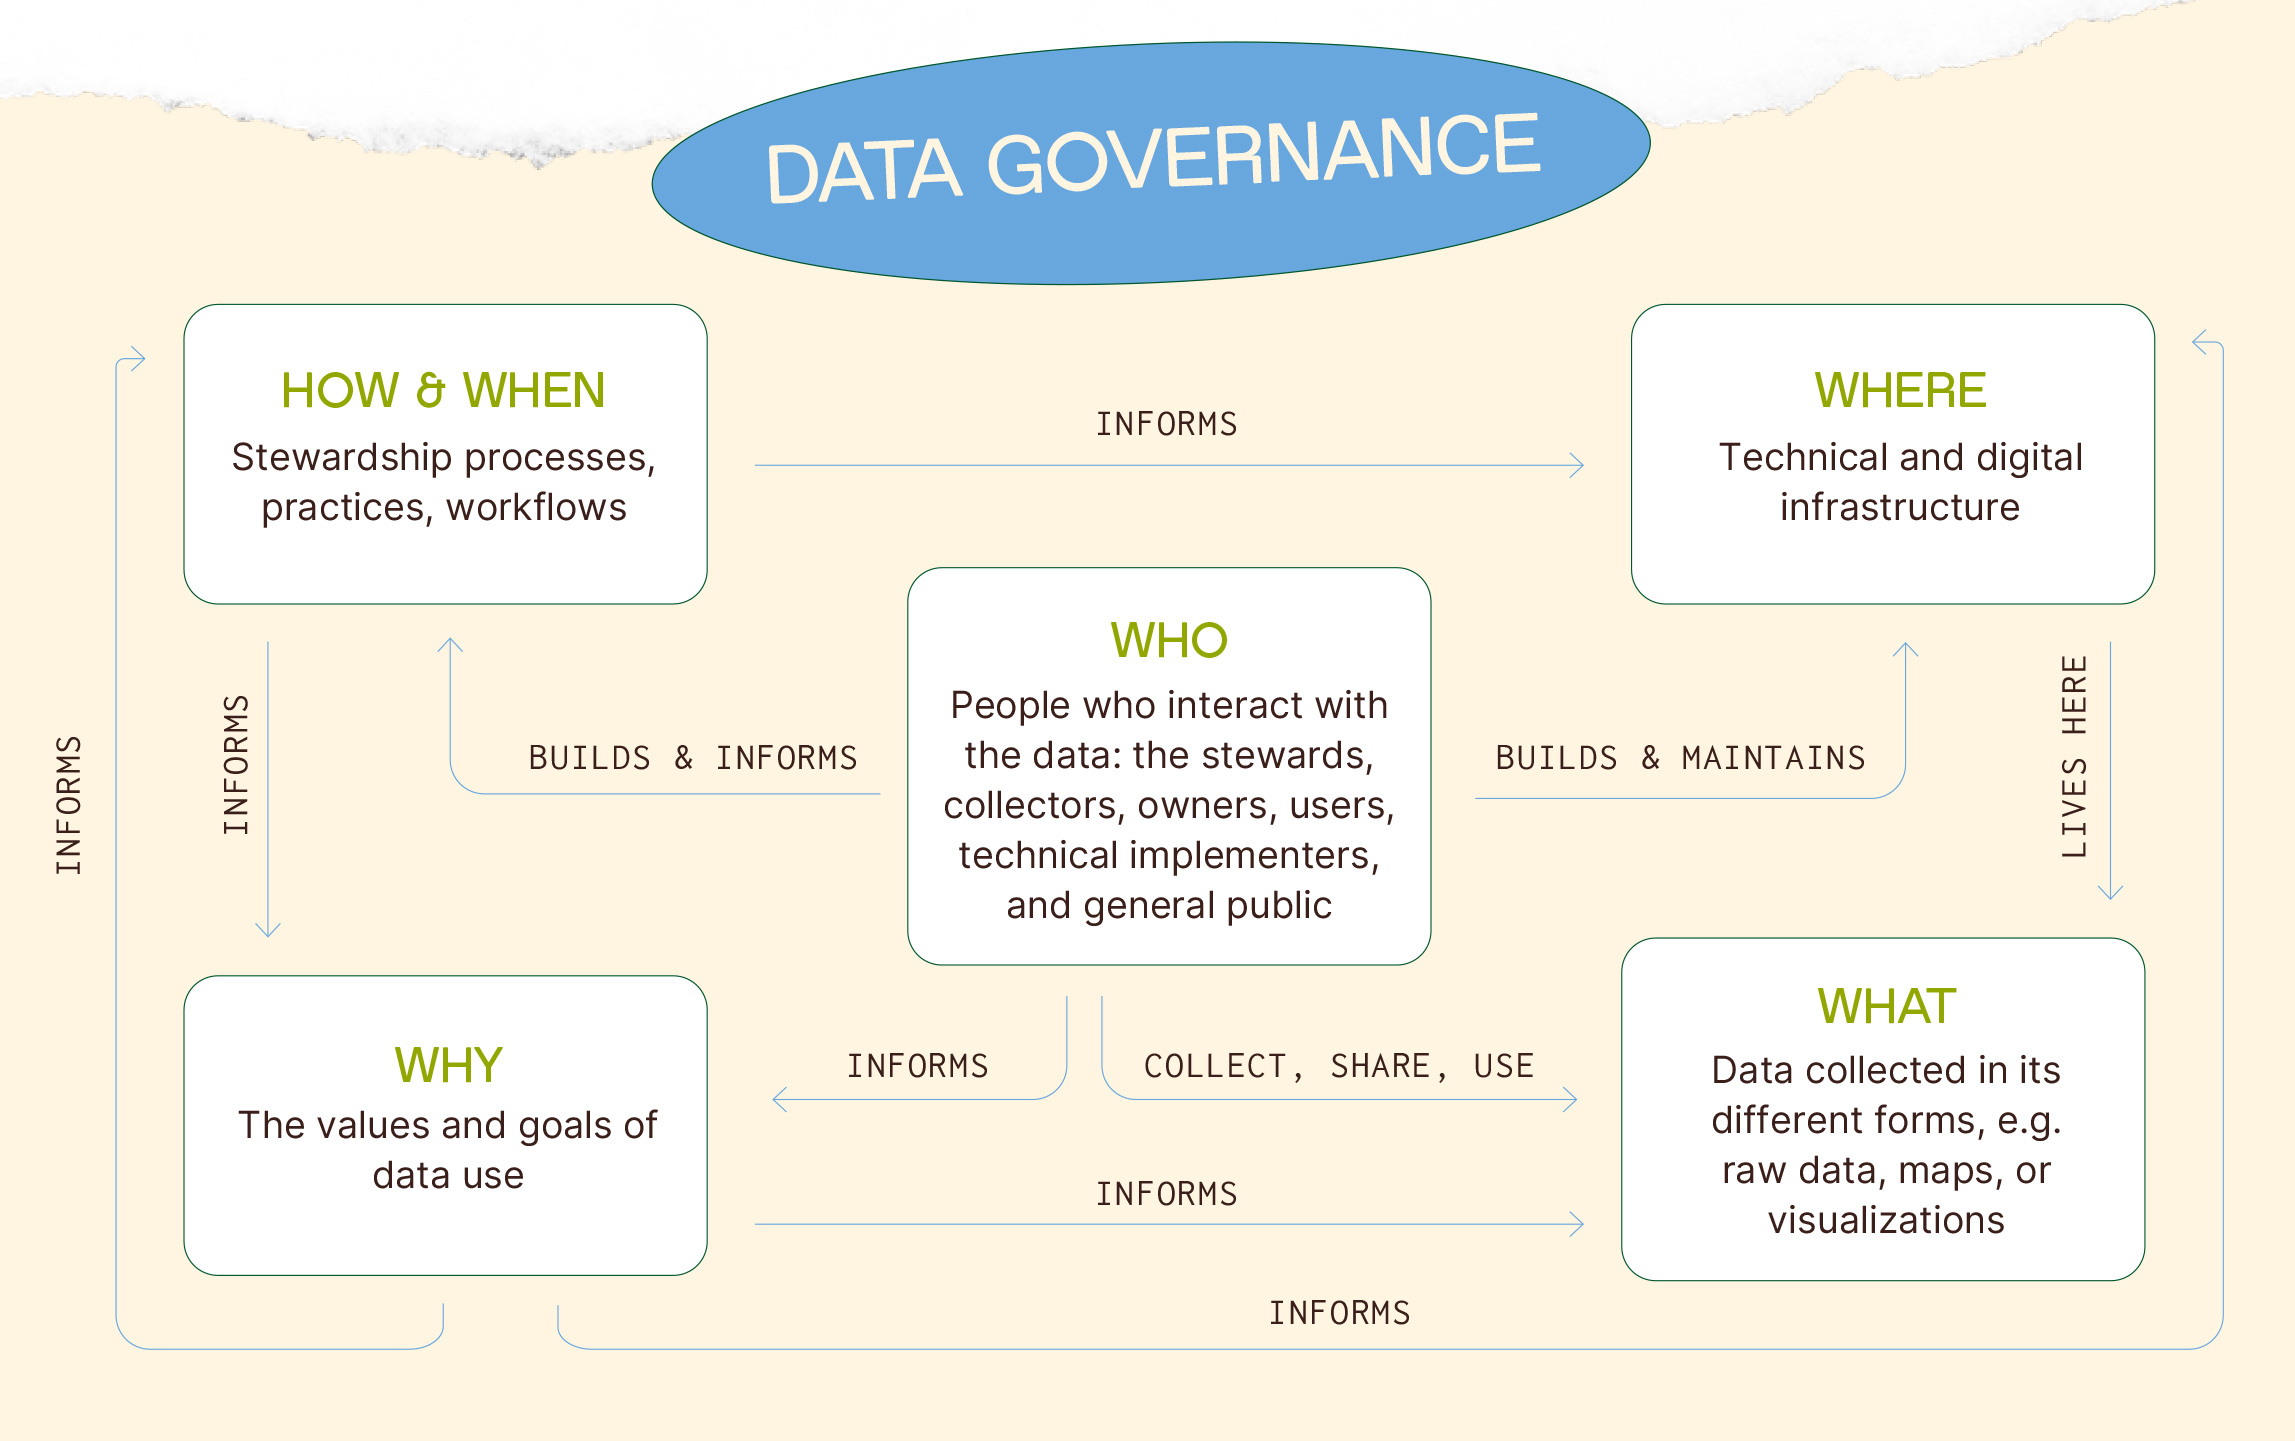 DATA GOVERNANCE
HOW & WHEN
Stewardship processes,
practices, workflows
INFORMS
WHERE
Technical and digital
infrastructure
WHO
People who interact with
the data: the stewards,
collectors, owners, users,
technical implementers,
and general public
INFORMS
INFORMS
BUILDS & INFORMS
BUILDS & MAINTAINS
LIVES HERE
WHY
The values and goals of
data use
INFORMS
COLLECT, SHARE, USE
WHAT
Data collected in its
different forms, e.g.
raw data, maps, or
visualizations
INFORMS
INFORMS